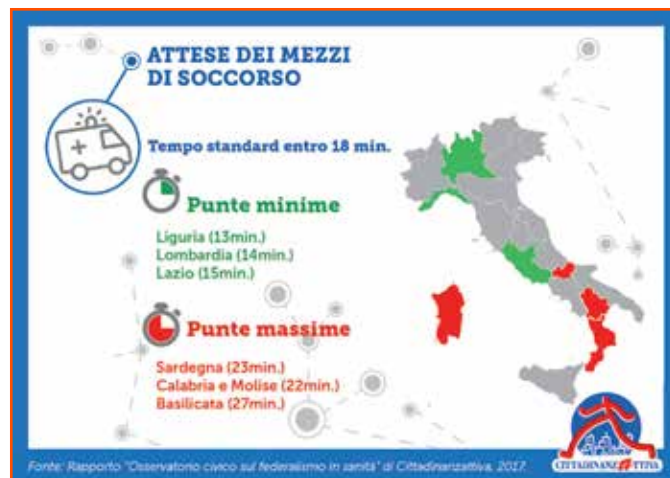 ATTESE DEI MEZZI
DI SOCCORSO
Tempo standard entro 18 min.
Punte minime
Liguria (13min.)
Lombardia (14min.)
Lazio (15min.)
Punte massime
Sardegna (23min.)
Calabria e Molise (22min.)
Basilicata (27min.)
Fonte: Rapporto "Osservatorio civico sul federalismo in sanità" di Cittadinanzattiva, 2017.
CITTADINANZATTIVA